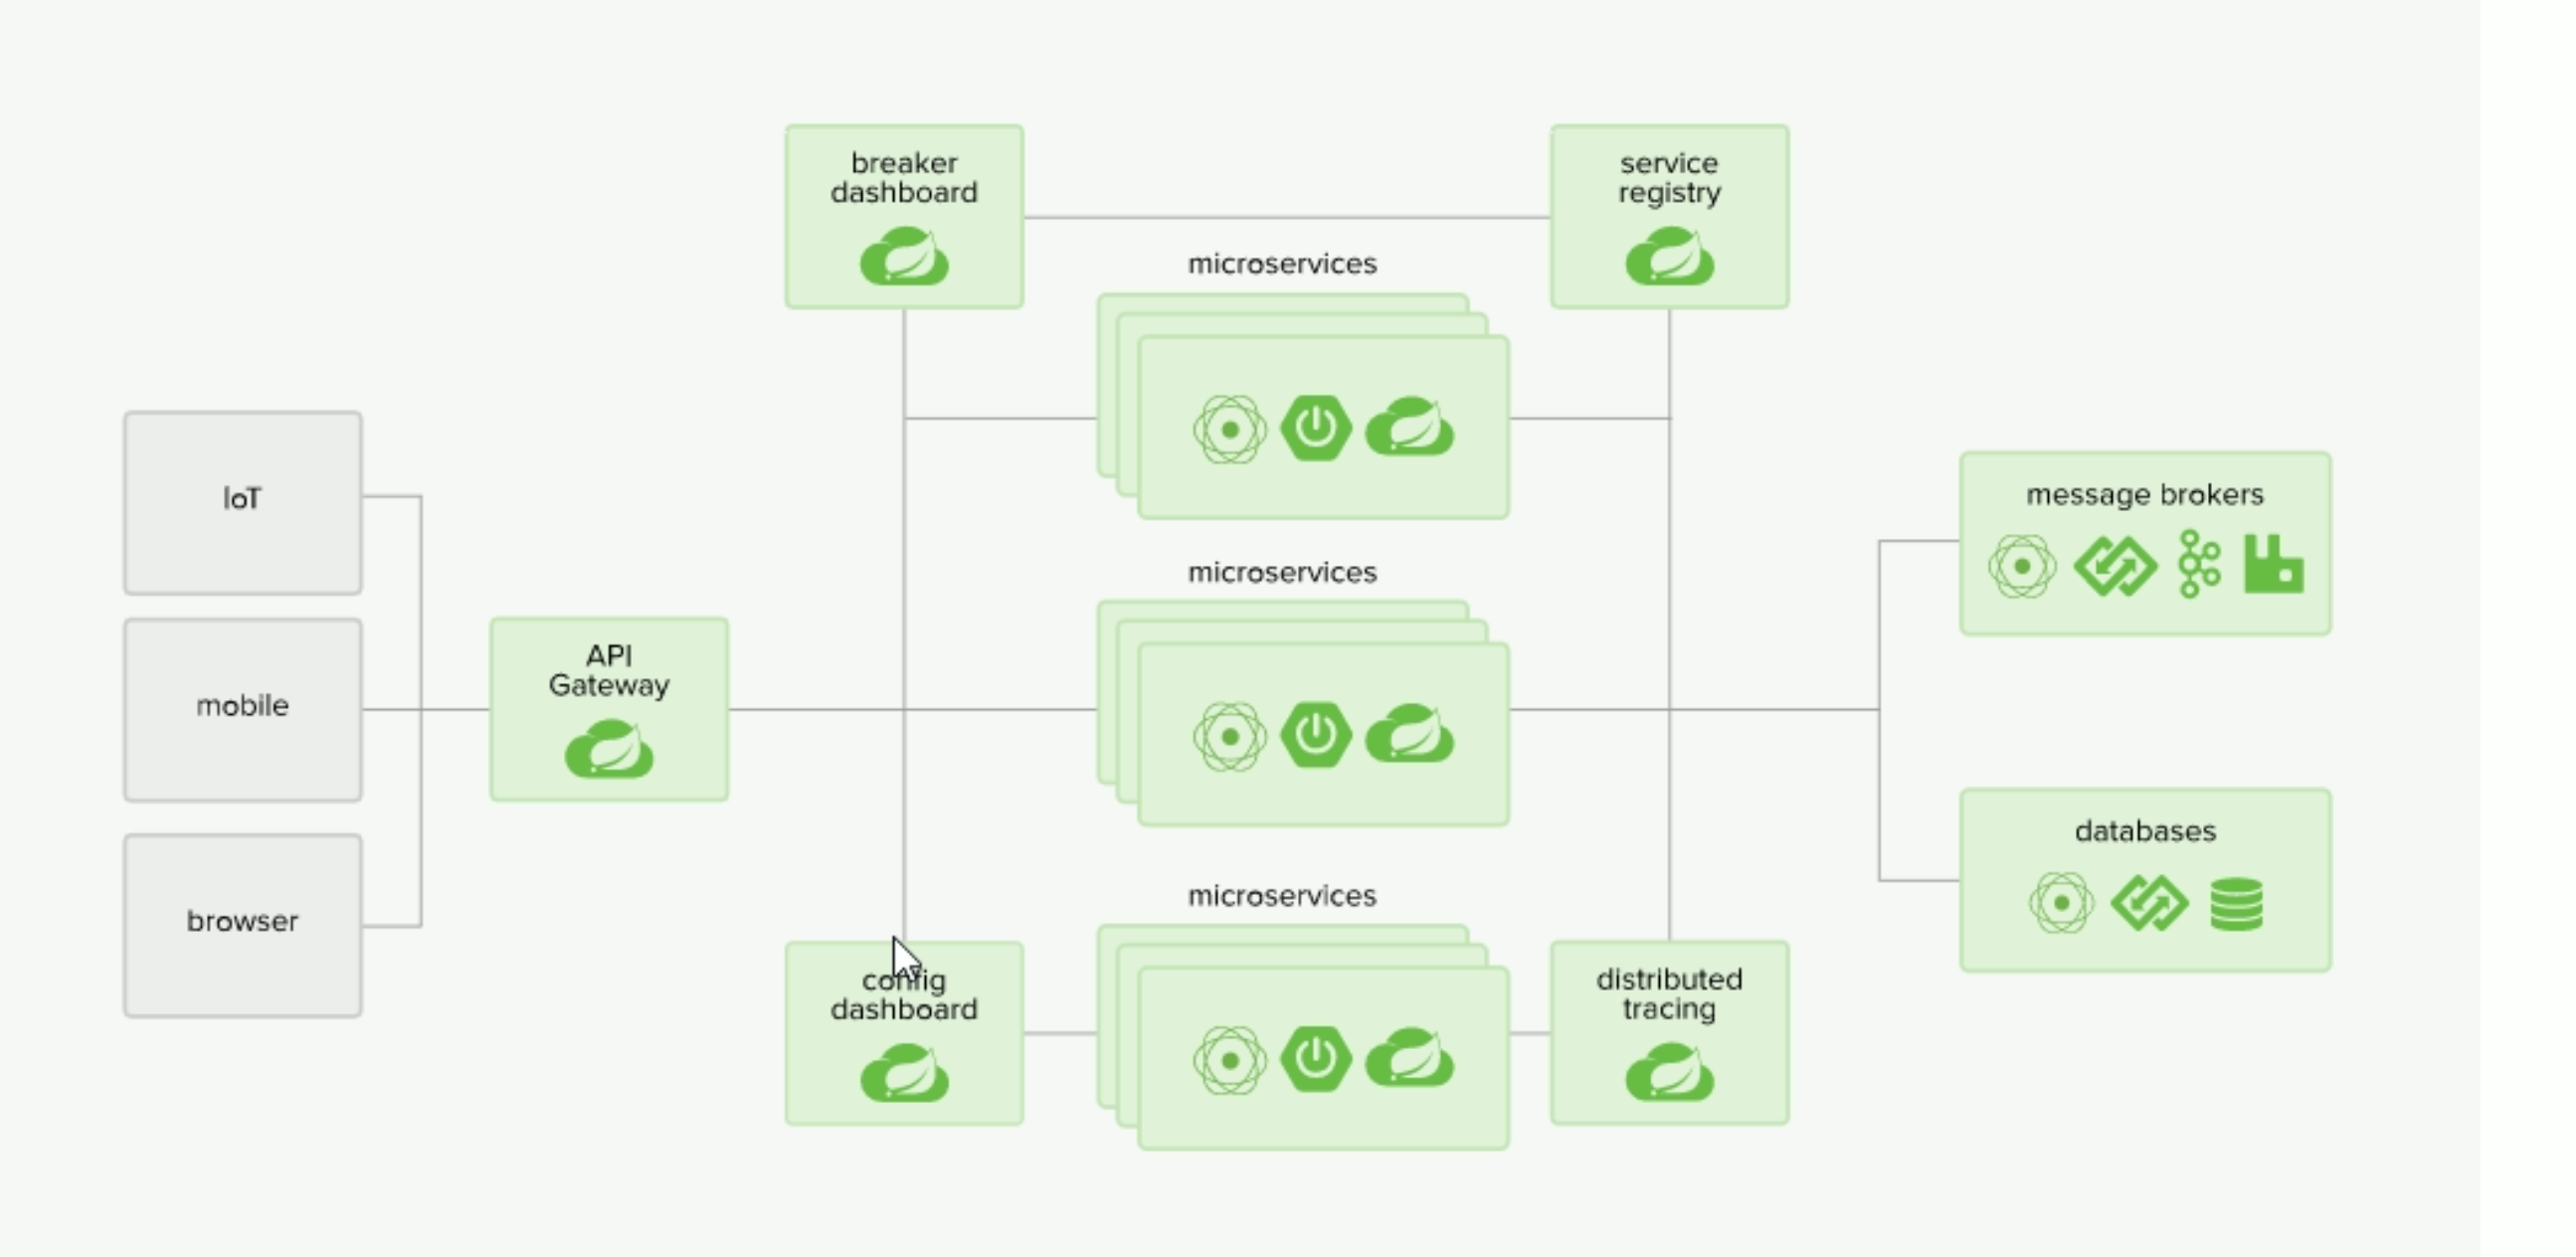 breaker
dashboard
service
registry
microservices
IoT
message brokers
microservices
API
Gateway
mobile
databases
microservices
browser
config
dashboard
distributed
tracing